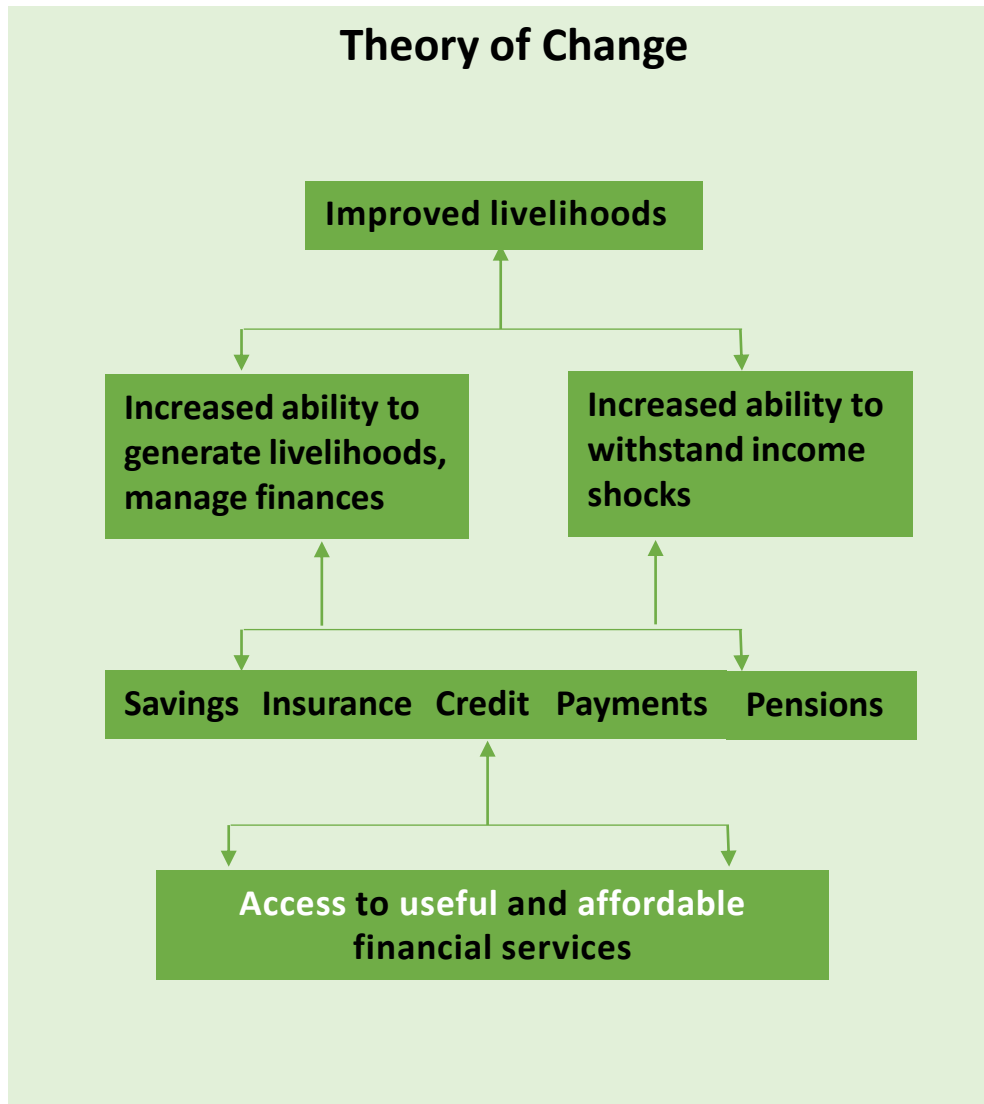 Theory of Change
Improved livelihoods
Increased ability to
generate livelihoods,
manage finances
Increased ability to
withstand income
shocks
Savings Insurance Credit Payments Pensions
Access to useful and affordable
financial services